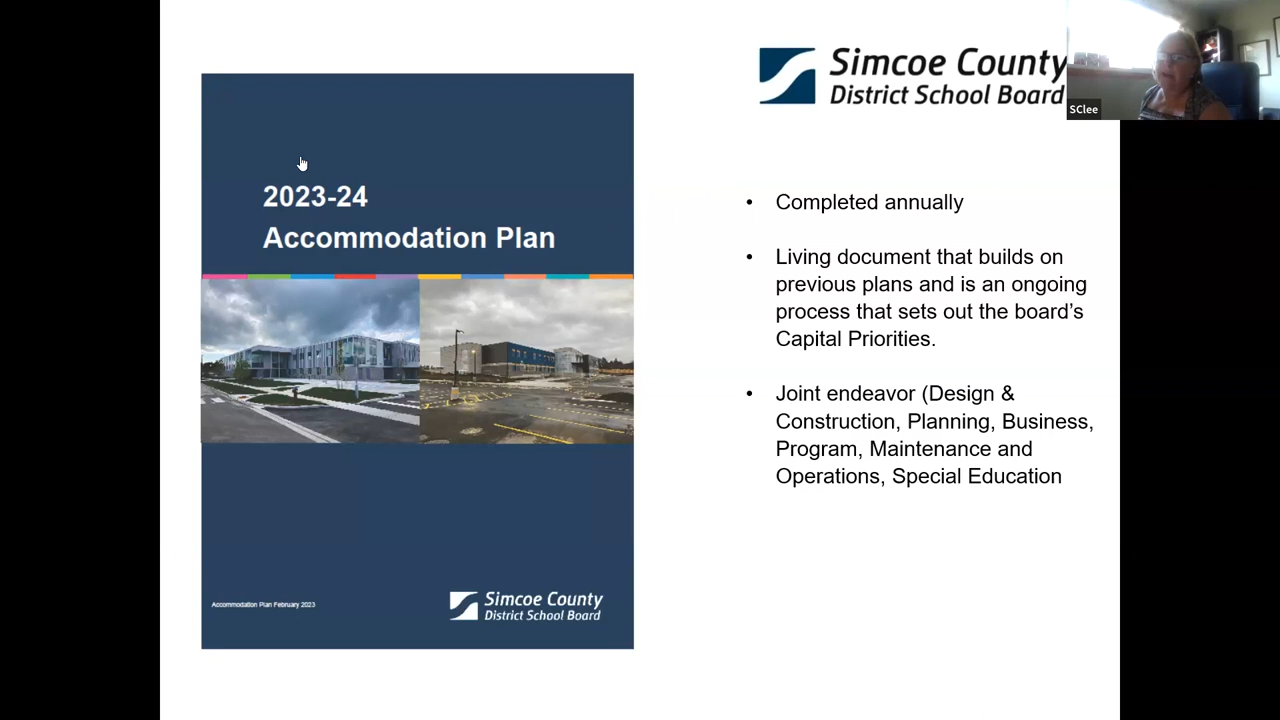 2023-24
Accommodation Plan
Accommodation Plan February 2023
Simcoe County
District School Board
Simcoe County
District School Board
SClee
• Completed annually
• Living document that builds on
previous plans and is an ongoing
process that sets out the board's
Capital Priorities.
• Joint endeavor (Design &
Construction, Planning, Business,
Program, Maintenance and
Operations, Special Education